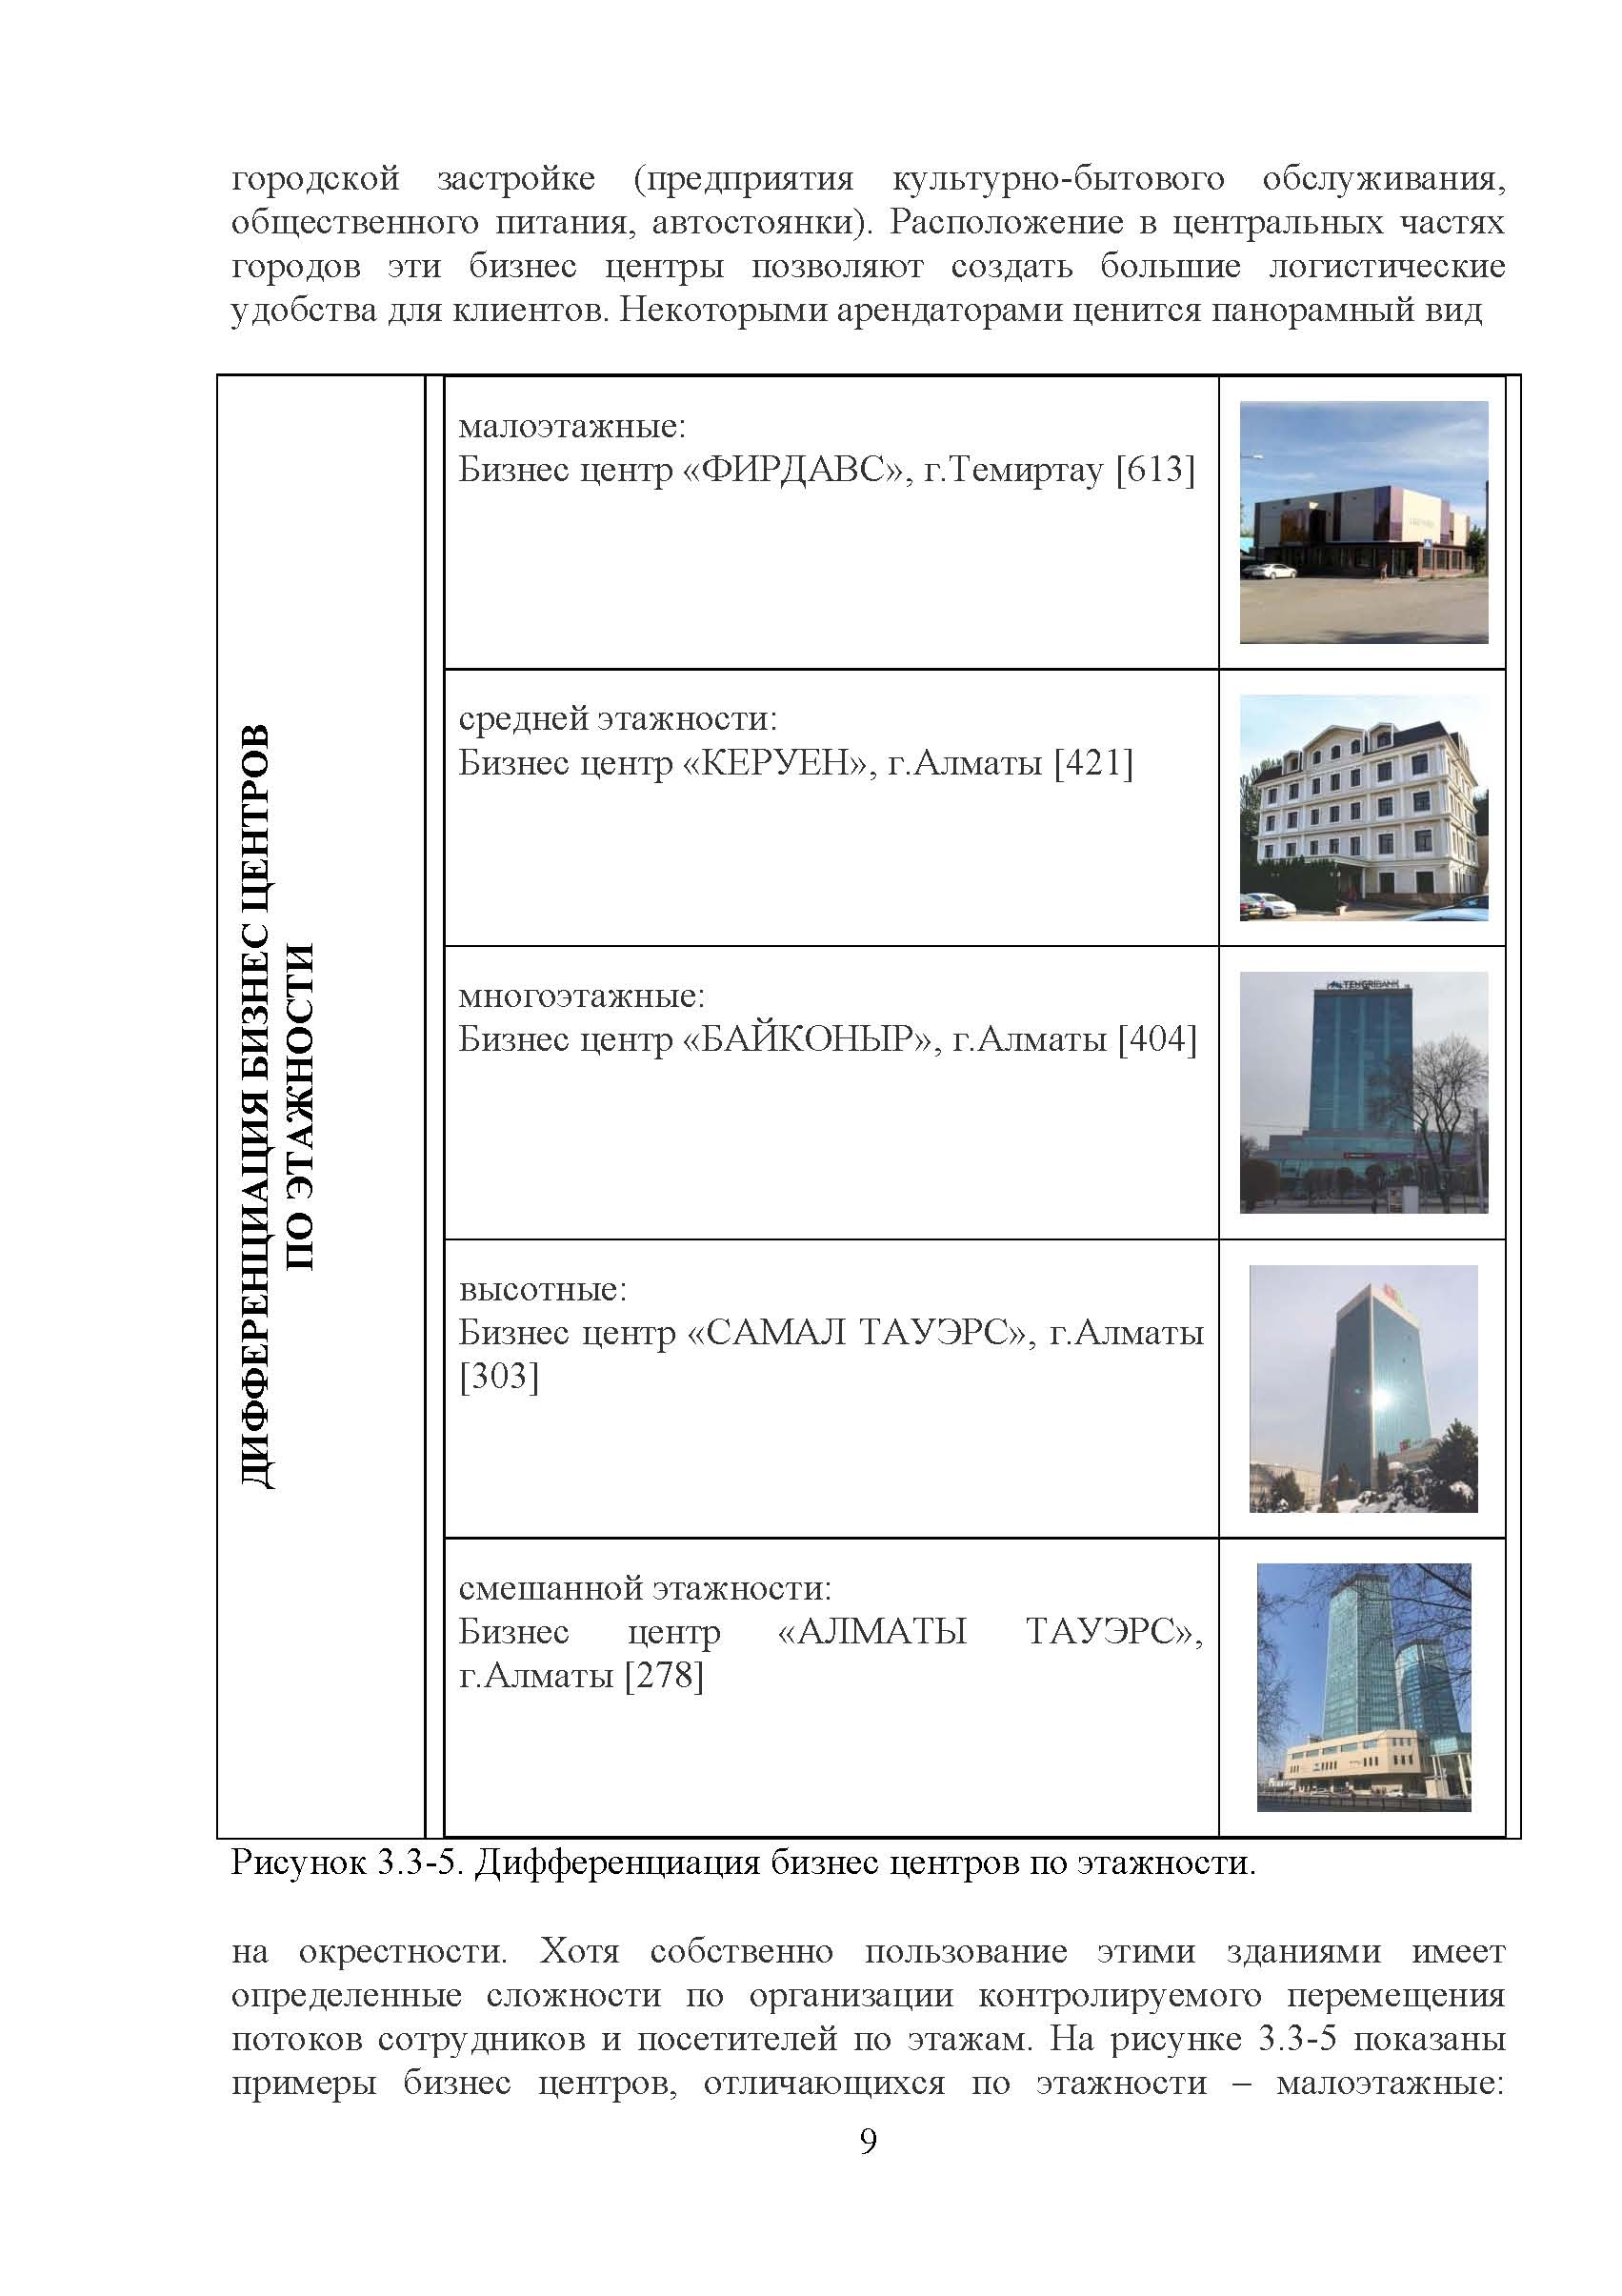 городской застройке (предприятия культурно-бытового обслуживания,
общественного питания, автостоянки). Расположение в центральных частях
городов эти бизнес центры позволяют создать большие логистические
удобства для клиентов. Некоторыми арендаторами ценится панорамный вид
ДИФФЕРЕНЦИАЦИЯ БИЗНЕС ЦЕНТРОВ
ПО ЭТАЖНОСТИ
малоэтажные:
Бизнес центр «ФИРДАВС», г.Темиртау [613]
средней этажности:
Бизнес центр «КЕРУЕН», г.Алматы [421]
многоэтажные:
Бизнес центр «БАЙКОНЫР», г.Алматы [404]
TENGRIBANK
высотные:
Бизнес центр «САМАЛ ТАУЭРС», г.Алматы
[303]
смешанной этажности:
Бизнес центр «АЛМАТЫ ТАУЭРС»,
г.Алматы [278]
Рисунок 3.3-5. Дифференциация бизнес центров по этажности.
на окрестности. Хотя собственно пользование этими зданиями имеет
определенные сложности по организации контролируемого перемещения
потоков сотрудников и посетителей по этажам. На рисунке 3.3-5 показаны
примеры бизнес центров, отличающихся по этажности – малоэтажные:
9